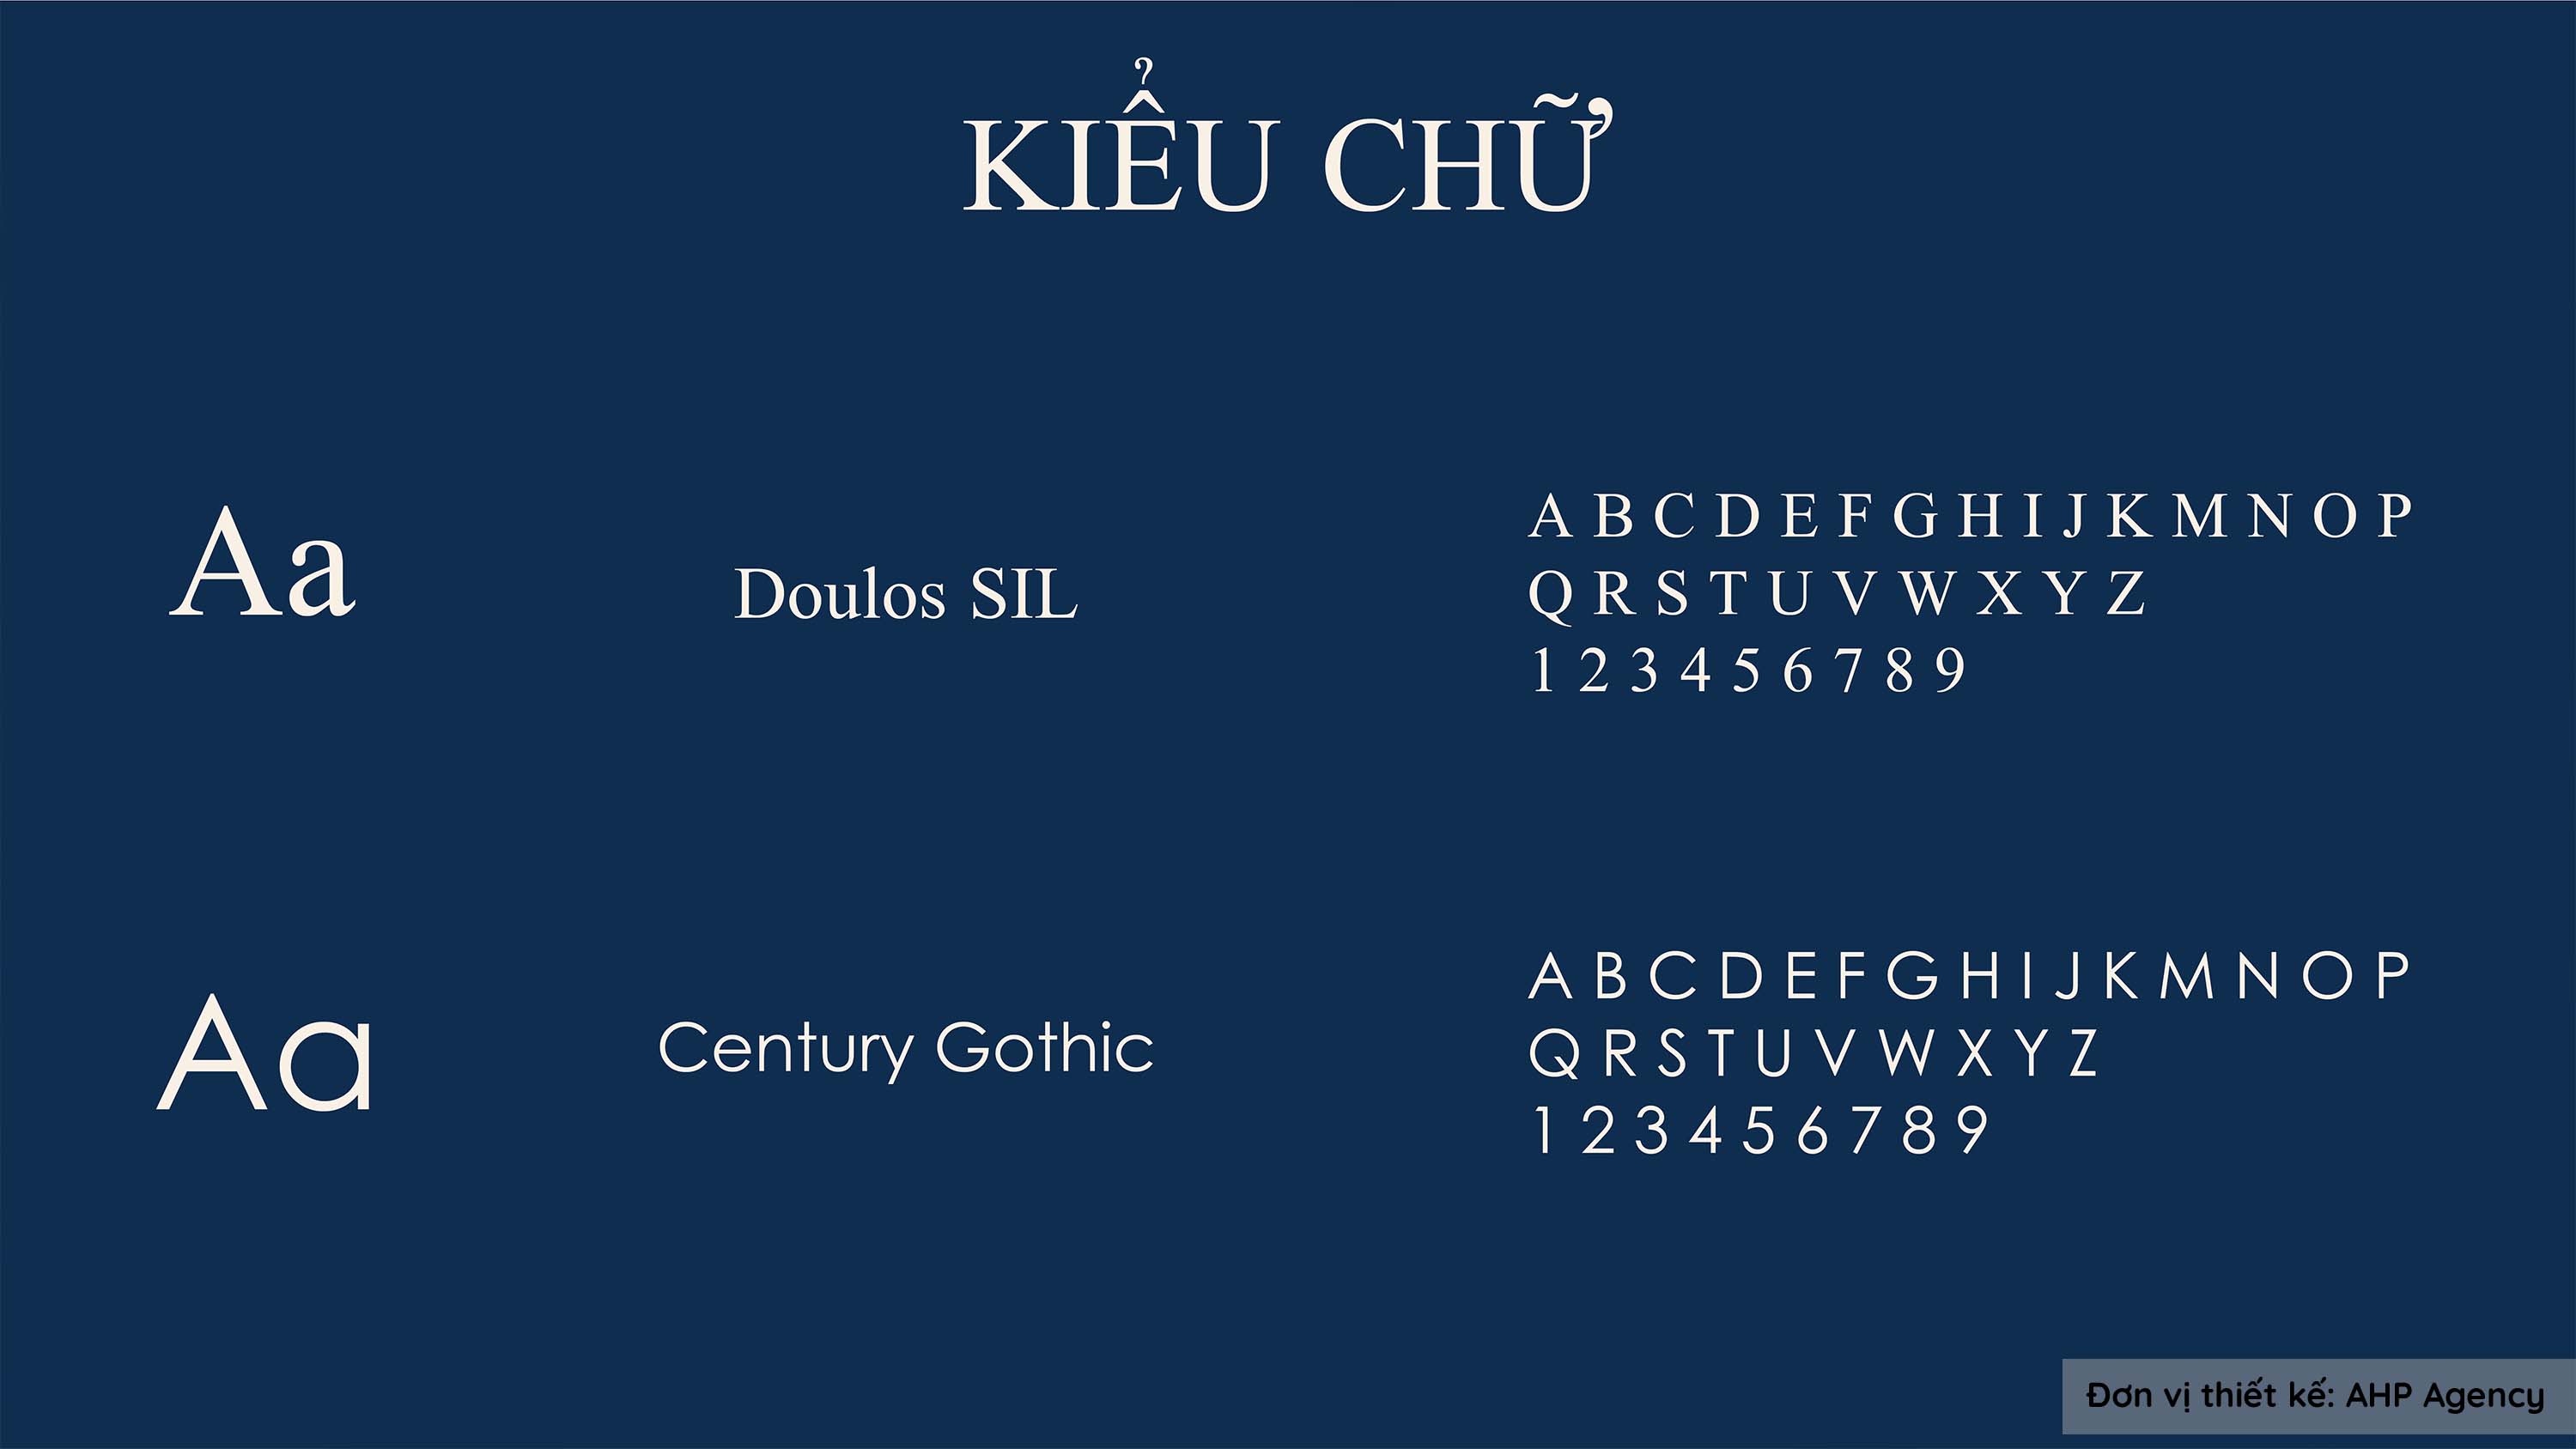 KIỂU CHỮ
Aa
Doulos SIL
A B C D E F G H I J K M N O P
Q R S T U V W X Y Z
1 2 3 4 5 6 7 8 9
Aa
Century Gothic
A B C D E F G H I J K M N O P
Q R S T U V W X Y Z
1 2 3 4 5 6 7 8 9
Đơn vị thiết kế: AHP Agency